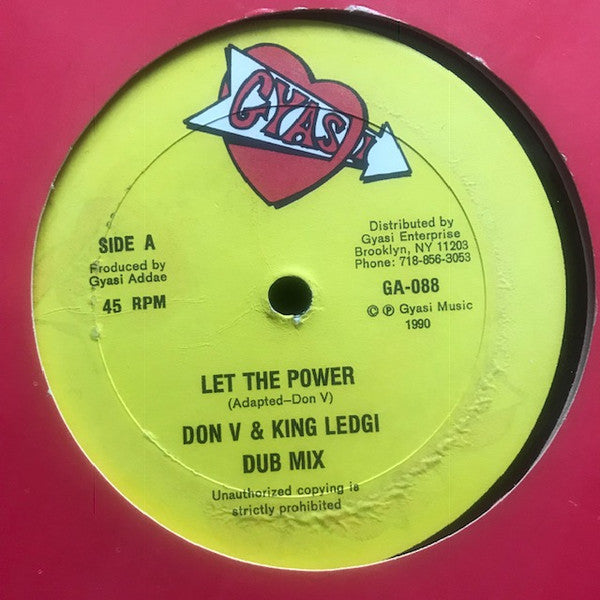 GYASI
SIDE A
Produced by
Gyasi Addae
45 RPM
Distributed by
Gyasi Enterprise
Brooklyn, NY 11203
Phone: 718-856-3053
GA-088
© ℗ Gyasi Music
1990
LET THE POWER
(Adapted–Don V)
DON V & KING LEDGI
DUB MIX
Unauthorized copying is
strictly prohibited